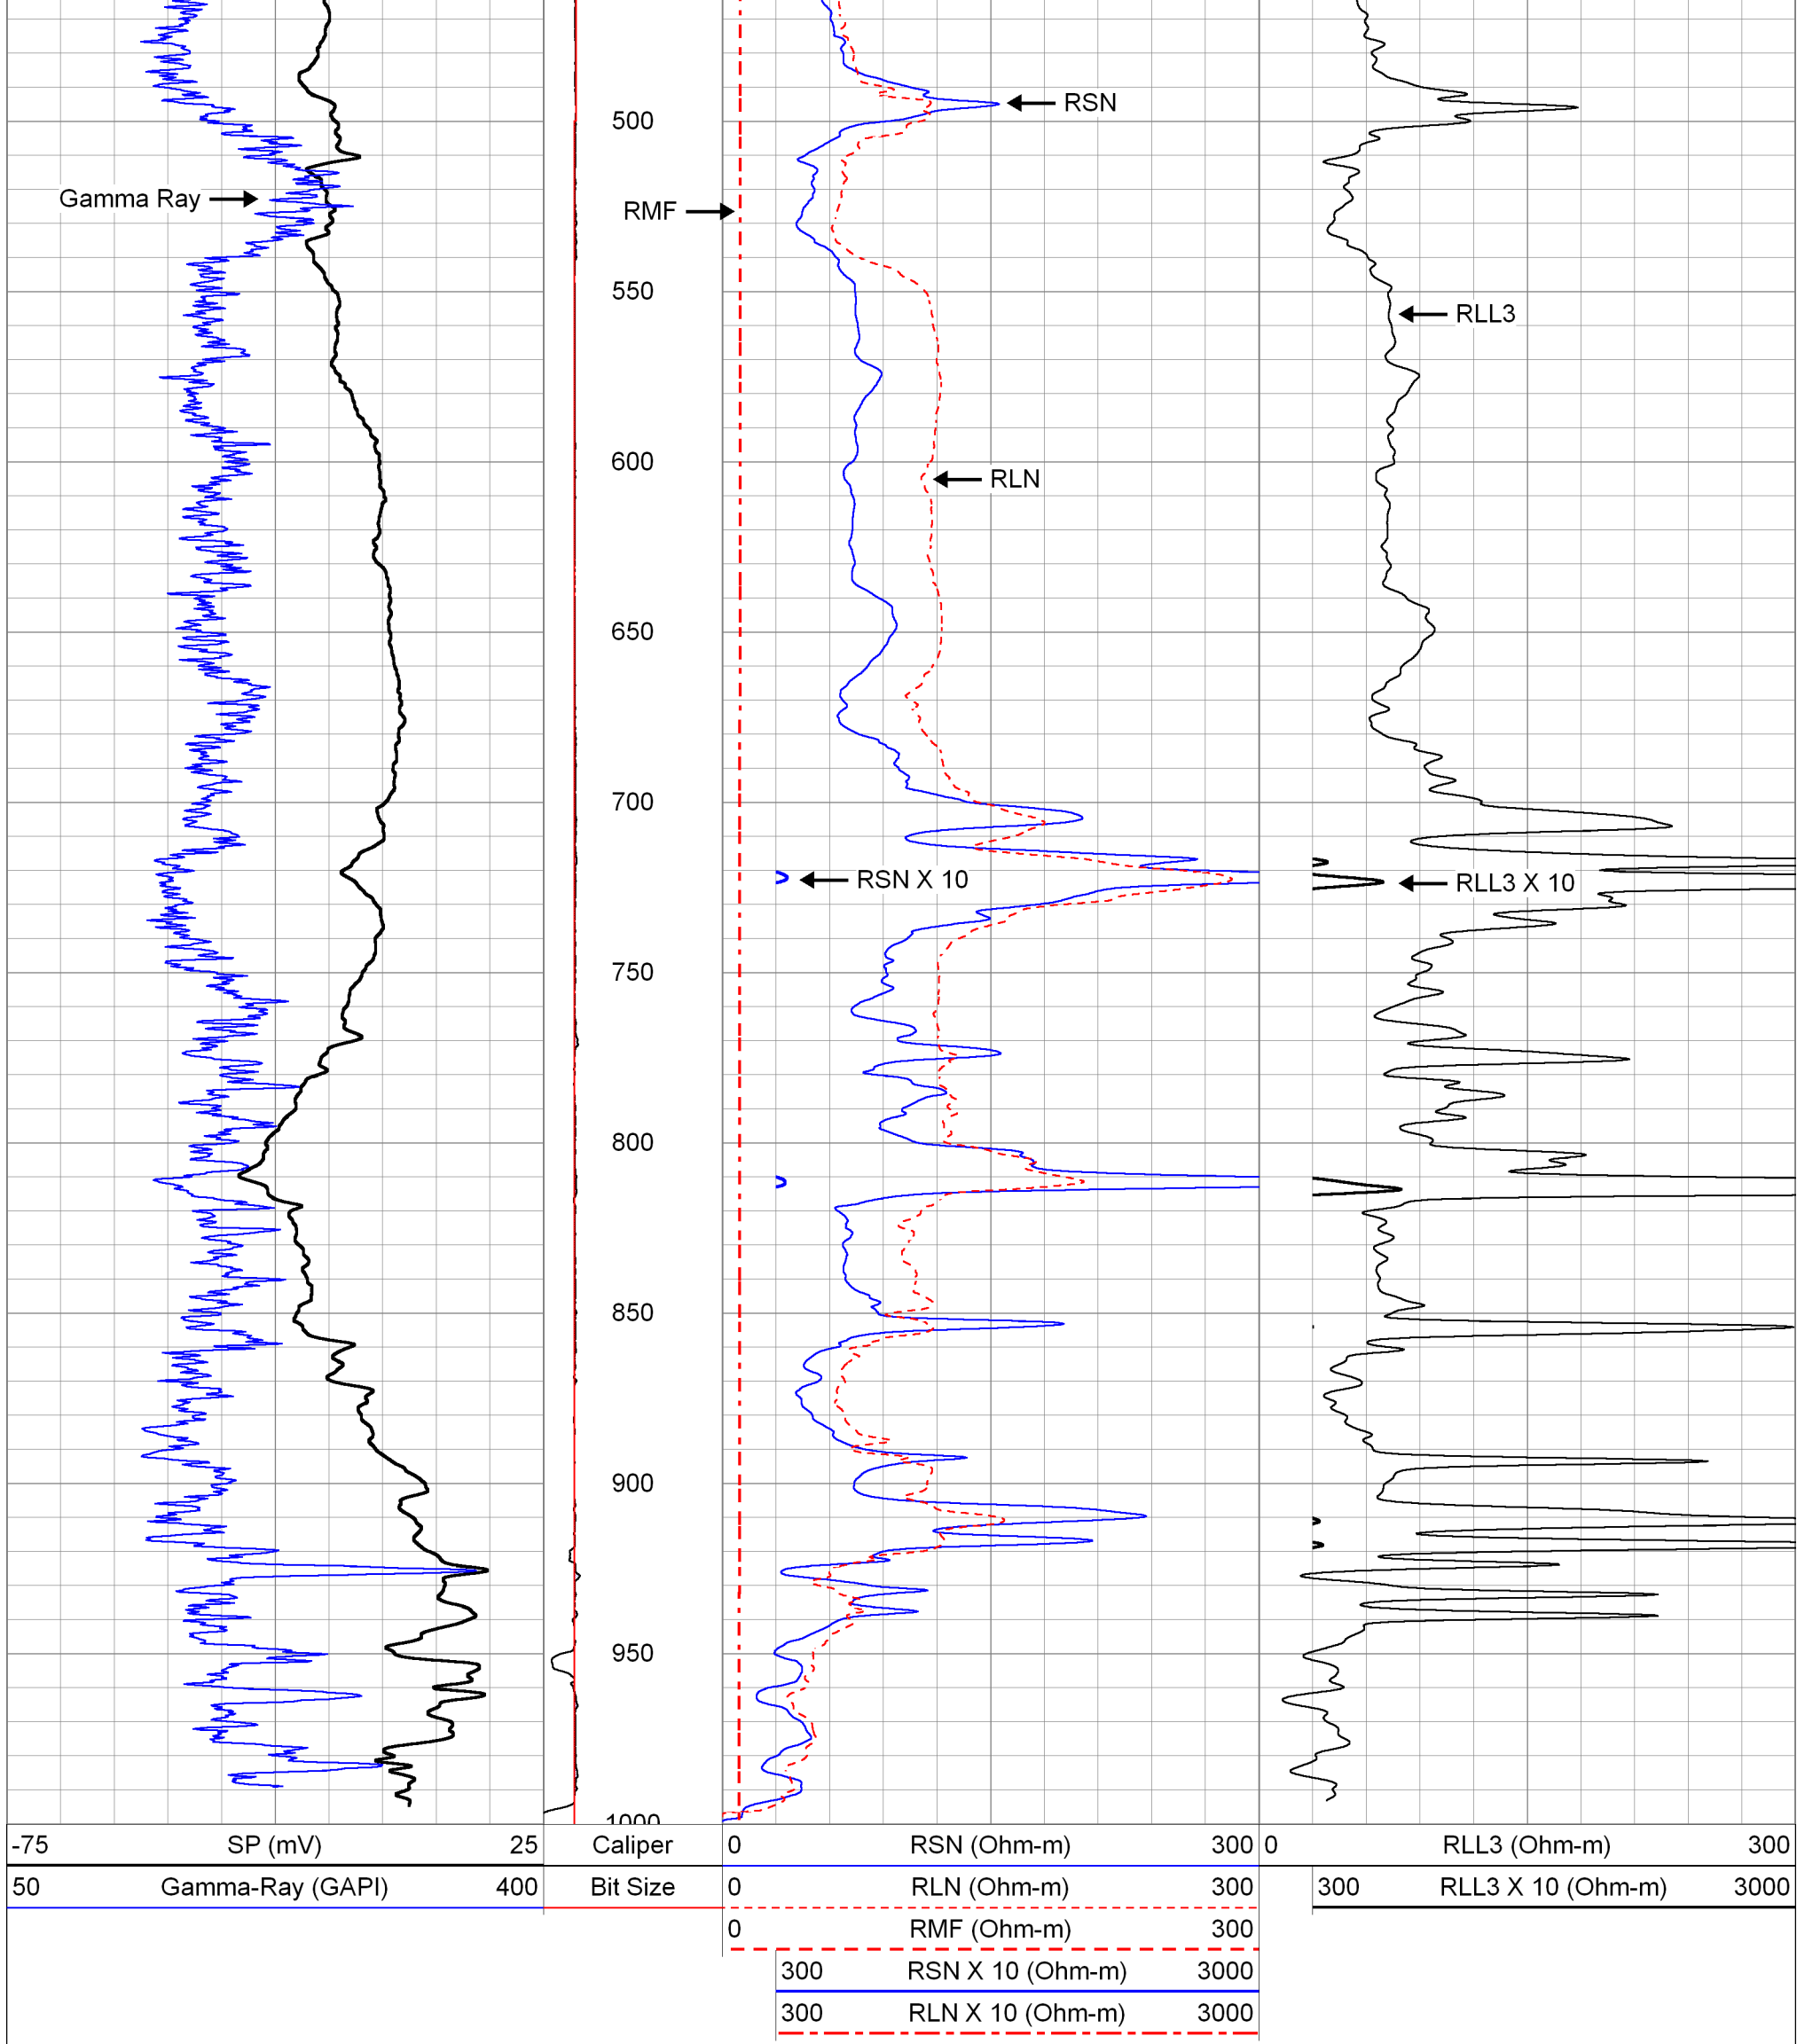 RSN
500
Gamma Ray
RMF
550
RLL3
600
RLN
650
700
RSN X 10
RLL3 X 10
750
800
850
900
950
1000
-75 SP (mV) 25 Caliper 0 RSN (Ohm-m) 300 0 RLL3 (Ohm-m) 300
50 Gamma-Ray (GAPI) 400 Bit Size 0 RLN (Ohm-m) 300 300 RLL3 X 10 (Ohm-m) 3000
0 RMF (Ohm-m) 300
300 RSN X 10 (Ohm-m) 3000
300 RLN X 10 (Ohm-m) 3000